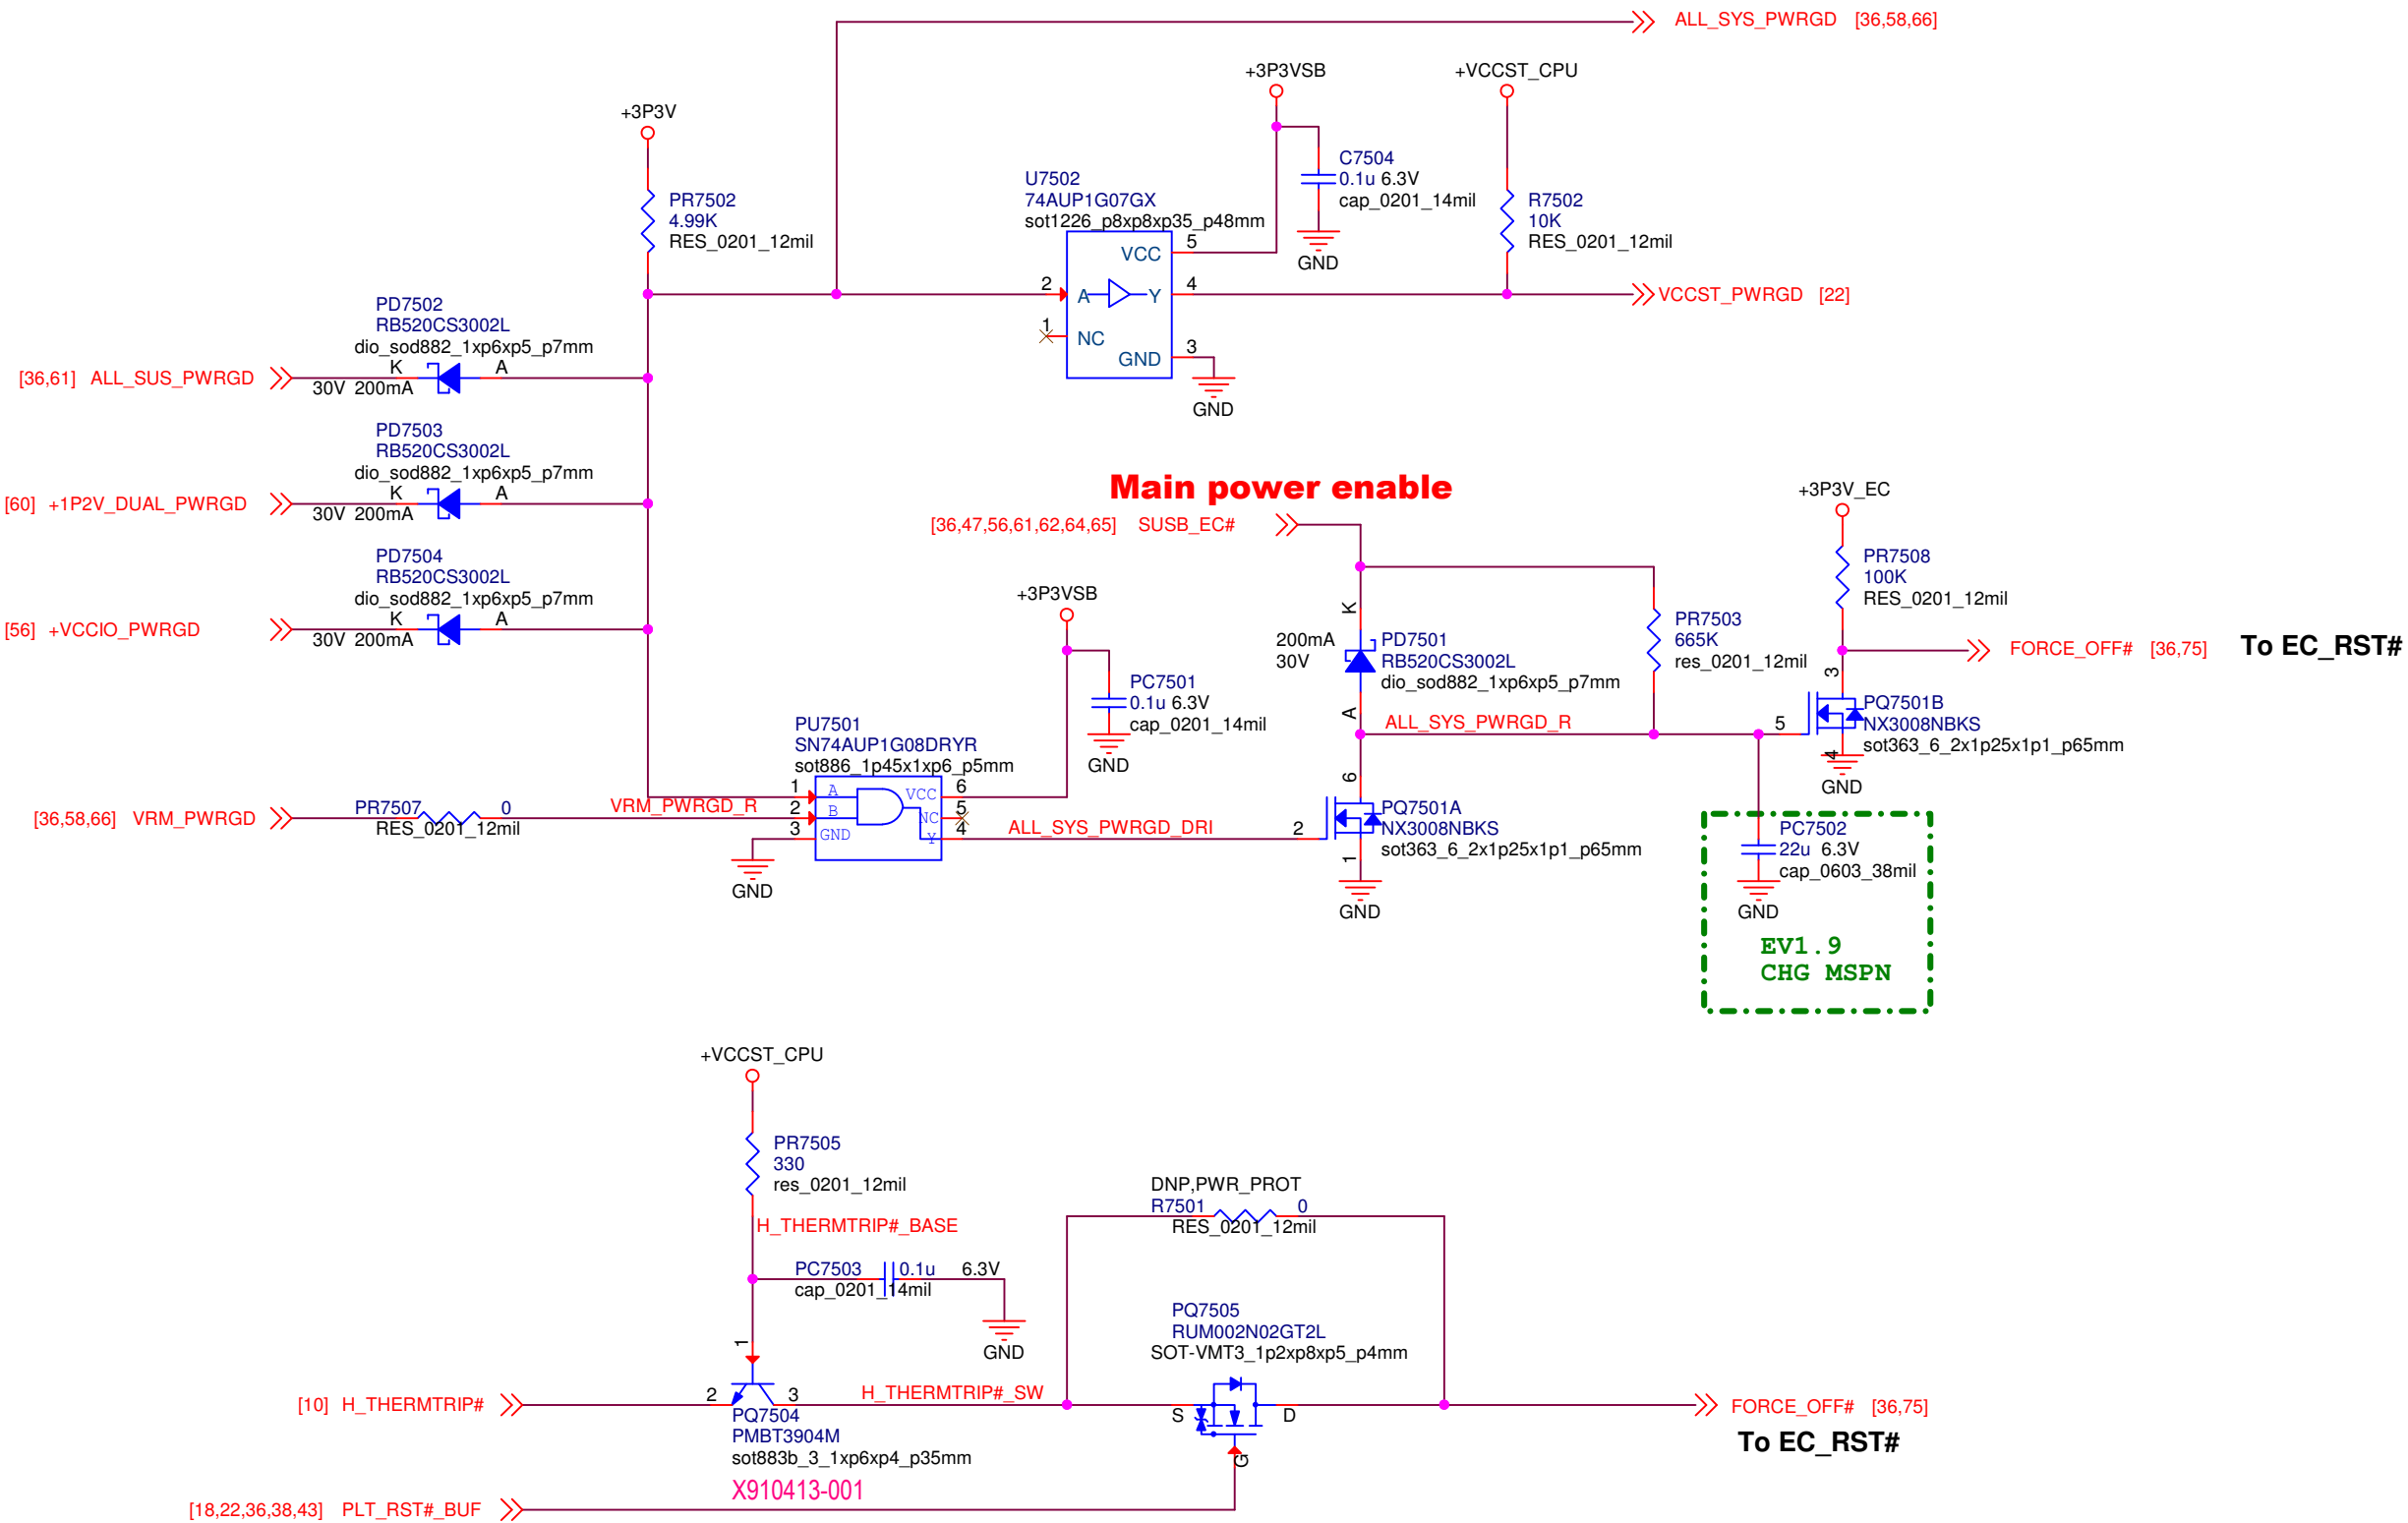 ALL_SYS_PWRGD [36,58,66]
+3P3VSB
+VCCST_CPU
+3P3V
PR7502
4.99K
RES_0201_12mil
U7502
74AUP1G07GX
sot1226_p8xp8xp35_p48mm
C7504
0.1u 6.3V
cap_0201_14mil
GND
R7502
10K
RES_0201_12mil
VCC 5
2 A Y 4
1 NC
GND 3
GND
VCCST_PWRGD [22]
PD7502
RB520CS3002L
dio_sod882_1xp6xp5_p7mm
[36,61] ALL_SUS_PWRGD K A
30V 200mA
PD7503
RB520CS3002L
dio_sod882_1xp6xp5_p7mm
[60] +1P2V_DUAL_PWRGD K A
30V 200mA
PD7504
RB520CS3002L
dio_sod882_1xp6xp5_p7mm
[56] +VCCIO_PWRGD K A
30V 200mA
Main power enable
[36,47,56,61,62,64,65] SUSB_EC#
+3P3V_EC
PR7508
100K
RES_0201_12mil
+3P3VSB
PC7501
0.1u 6.3V
cap_0201_14mil
GND
K
200mA
30V
PD7501
RB520CS3002L
dio_sod882_1xp6xp5_p7mm
A
PR7503
665K
res_0201_12mil
FORCE_OFF# [36,75] To EC_RST#
ALL_SYS_PWRGD_R
3
5
PQ7501B
NX3008NBKS
sot363_6_2x1p25x1p1_p65mm
4
GND
PU7501
SN74AUP1G08DRYR
sot886_1p45x1xp6_p5mm
1 A VCC 6
2 B NC 5
3 GND Y 4
GND
[36,58,66] VRM_PWRGD PR7507 0 VRM_PWRGD_R
RES_0201_12mil
ALL_SYS_PWRGD_DRI
6
2
PQ7501A
NX3008NBKS
sot363_6_2x1p25x1p1_p65mm
1
GND
PC7502
22u 6.3V
cap_0603_38mil
GND
EV1.9
CHG MSPN
+VCCST_CPU
PR7505
330
res_0201_12mil
H_THERMTRIP#_BASE
PC7503 0.1u 6.3V
cap_0201_14mil
GND
DNP,PWR_PROT
R7501 0
RES_0201_12mil
PQ7505
RUM002N02GT2L
SOT-VMT3_1p2xp8xp5_p4mm
1
[10] H_THERMTRIP# 2 3 H_THERMTRIP#_SW S D FORCE_OFF# [36,75]
G
To EC_RST#
PQ7504
PMBT3904M
sot883b_3_1xp6xp4_p35mm
X910413-001
[18,22,36,38,43] PLT_RST#_BUF